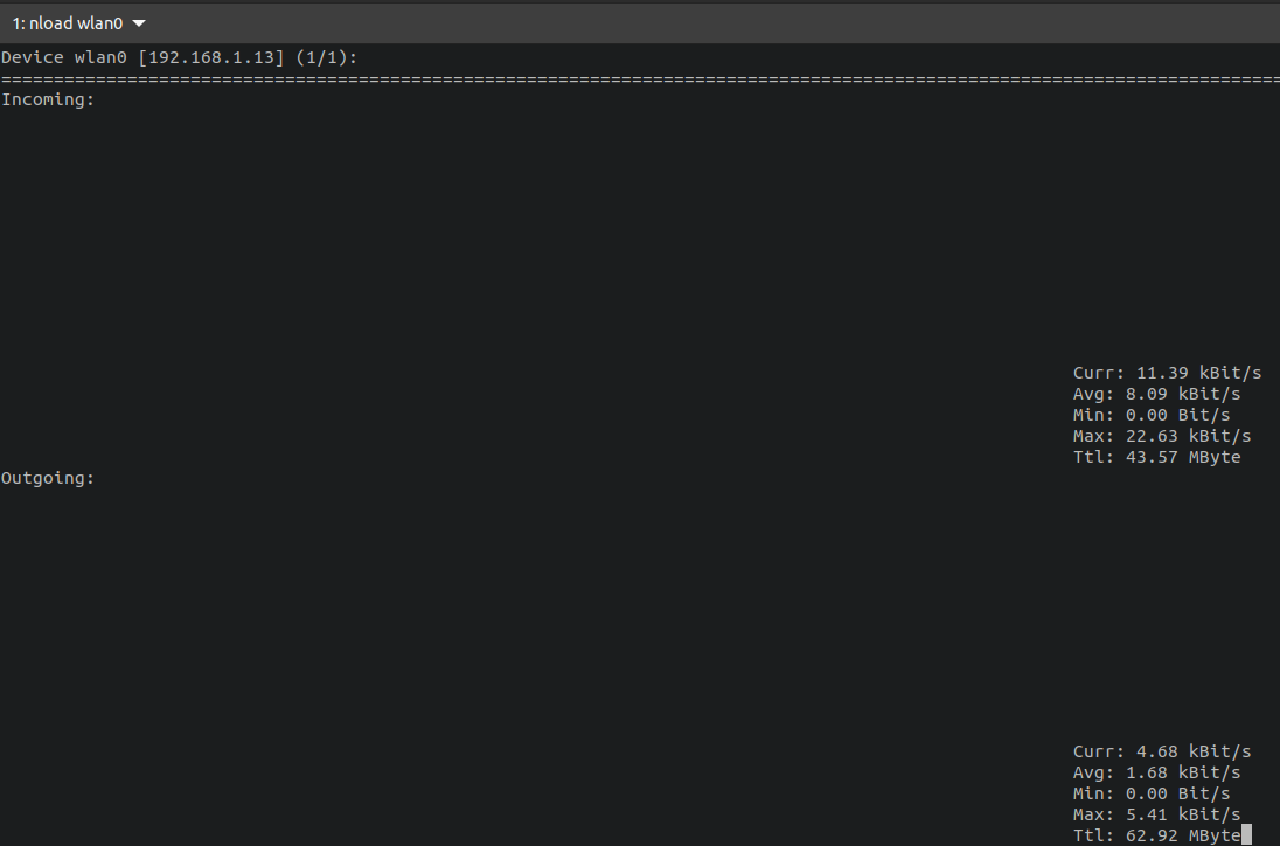 1: nload wlan0
Device wlan0 [192.168.1.13] (1/1):
==========================================================================================================================
Incoming:
Curr: 11.39 kBit/s
Avg: 8.09 kBit/s
Min: 0.00 Bit/s
Max: 22.63 kBit/s
Ttl: 43.57 MByte
Outgoing:
Curr: 4.68 kBit/s
Avg: 1.68 kBit/s
Min: 0.00 Bit/s
Max: 5.41 kBit/s
Ttl: 62.92 MByte